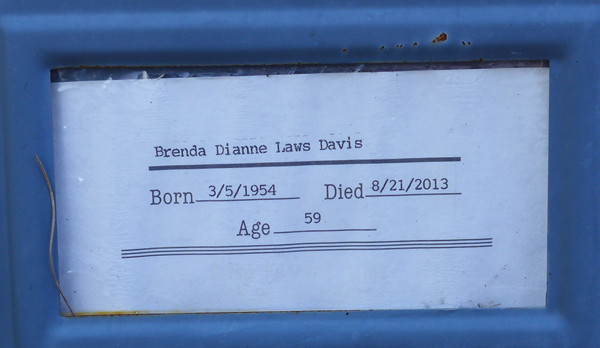 Brenda Dianne Laws Davis
Born 3/5/1954 Died 8/21/2013
Age 59